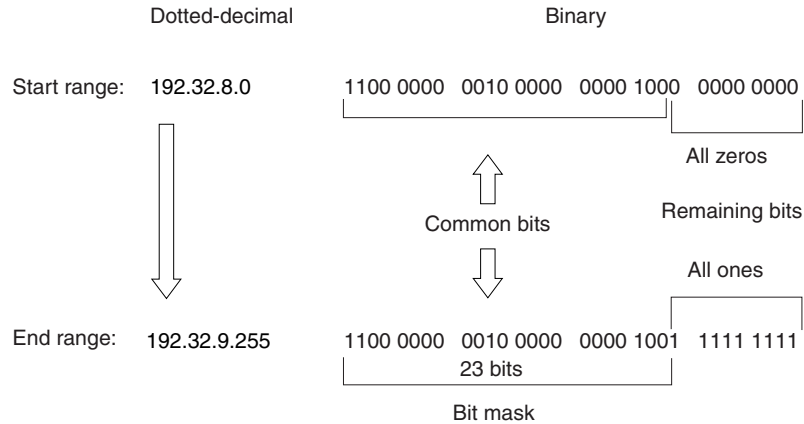 Dotted-decimal Binary
Start range: 192.32.8.0 1100 0000 0010 0000 0000 1000 0000 0000
All zeros
Common bits Remaining bits
All ones
End range: 192.32.9.255 1100 0000 0010 0000 0000 1001 1111 1111
23 bits
Bit mask